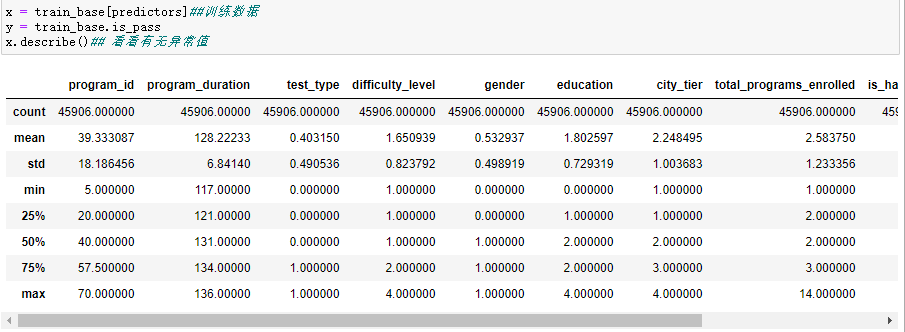 x = train_base[predictors]##训练数据
y = train_base.is_pass
x.describe()## 看看有无异常值
program_id program_duration test_type difficulty_level gender education city_tier total_programs_enrolled is_ha
count 45906.000000 45906.00000 45906.000000 45906.000000 45906.000000 45906.000000 45906.000000 45906.000000 459
mean 39.333087 128.22233 0.403150 1.650939 0.532937 1.802597 2.248495 2.583750
std 18.186456 6.84140 0.490536 0.823792 0.498919 0.729319 1.003683 1.233356
min 5.000000 117.00000 0.000000 1.000000 0.000000 0.000000 1.000000 1.000000
25% 20.000000 121.00000 0.000000 1.000000 0.000000 1.000000 1.000000 2.000000
50% 40.000000 131.00000 0.000000 1.000000 1.000000 2.000000 2.000000 2.000000
75% 57.500000 134.00000 1.000000 2.000000 1.000000 2.000000 3.000000 3.000000
max 70.000000 136.00000 1.000000 4.000000 1.000000 4.000000 4.000000 14.000000